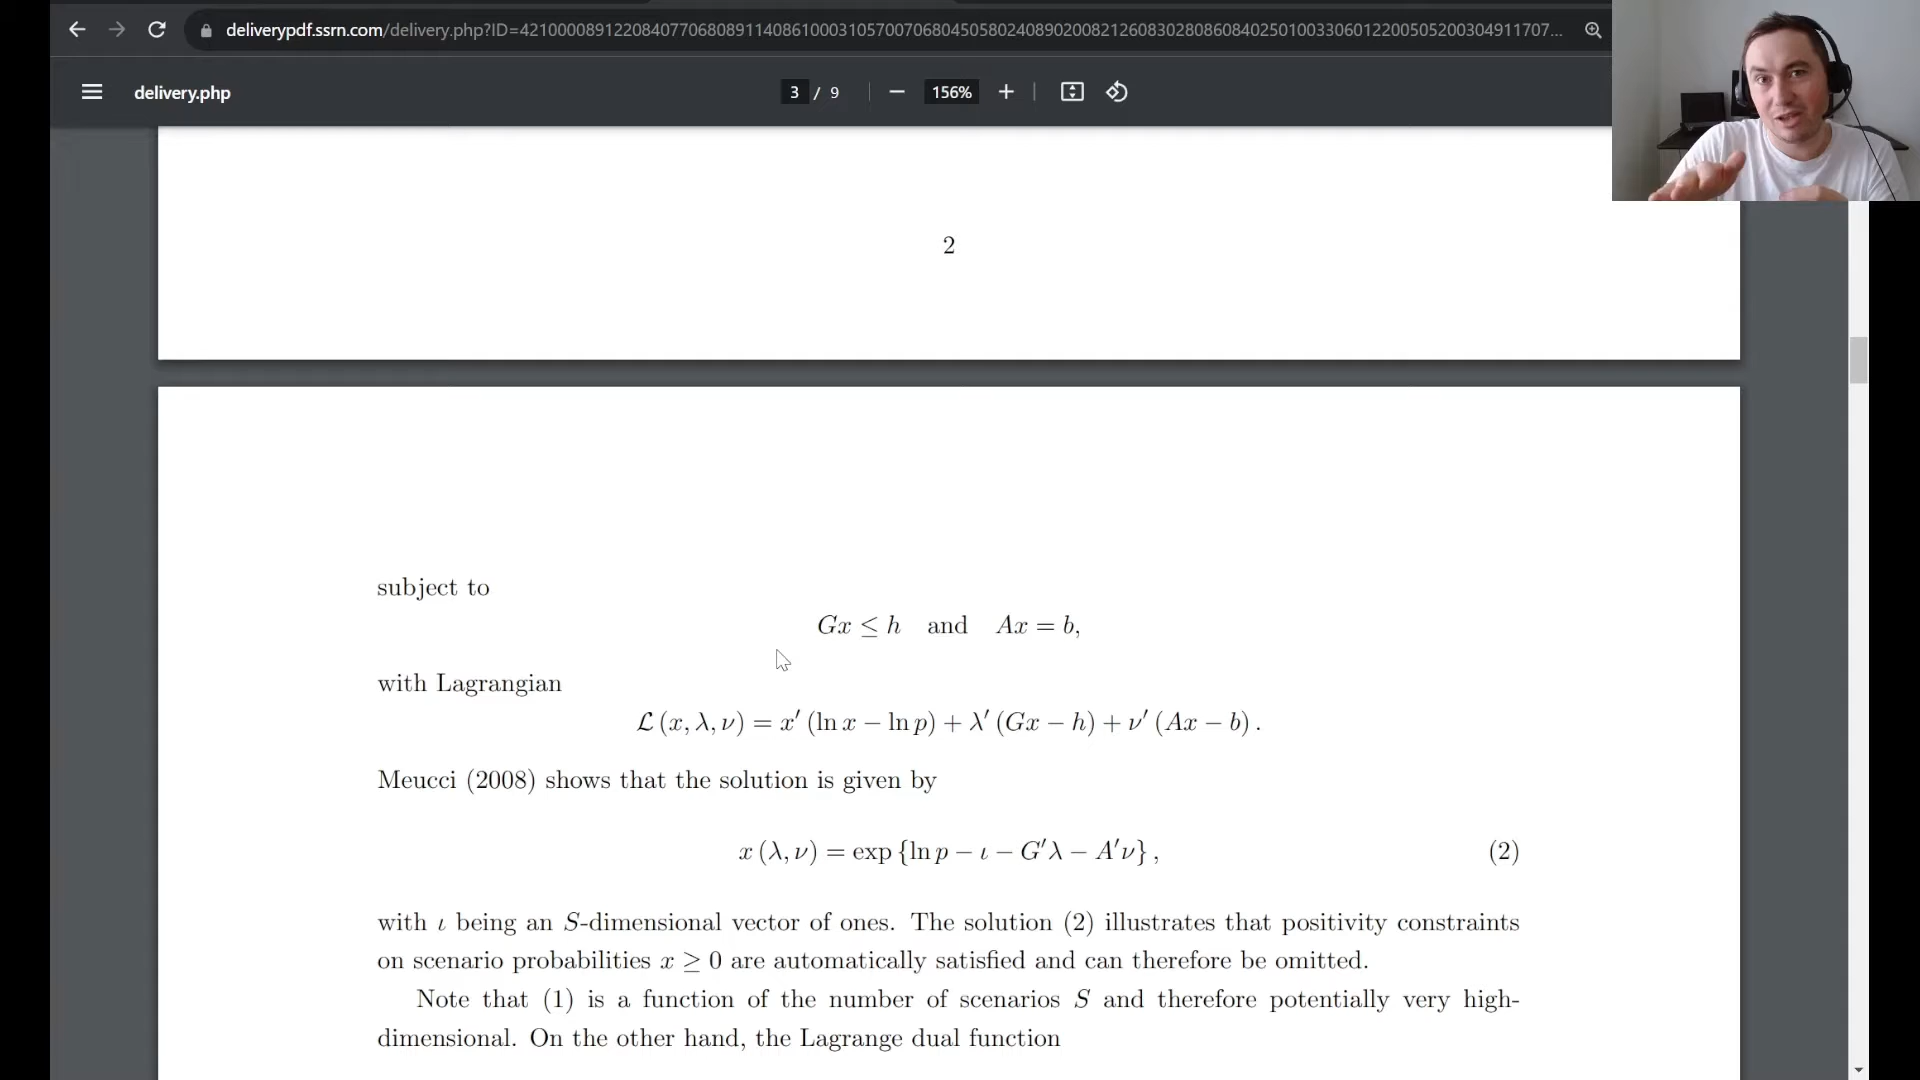 deliverypdf.ssrn.com/delivery.php?ID=42100008912208407706808911408610003105700706804505802408902008212608302808608402501003306012200505200304911707...
delivery.php
3 / 9
156%
2
subject to
Gx ≤ h and Ax = b,
with Lagrangian
ℒ (x, λ, ν) = x′ (ln x − ln p) + λ′ (Gx − h) + ν′ (Ax − b) .
Meucci (2008) shows that the solution is given by
x (λ, ν) = exp {ln p − ι − G′λ − A′ν} , (2)
with ι being an S-dimensional vector of ones. The solution (2) illustrates that positivity constraints
on scenario probabilities x ≥ 0 are automatically satisfied and can therefore be omitted.
Note that (1) is a function of the number of scenarios S and therefore potentially very high-
dimensional. On the other hand, the Lagrange dual function